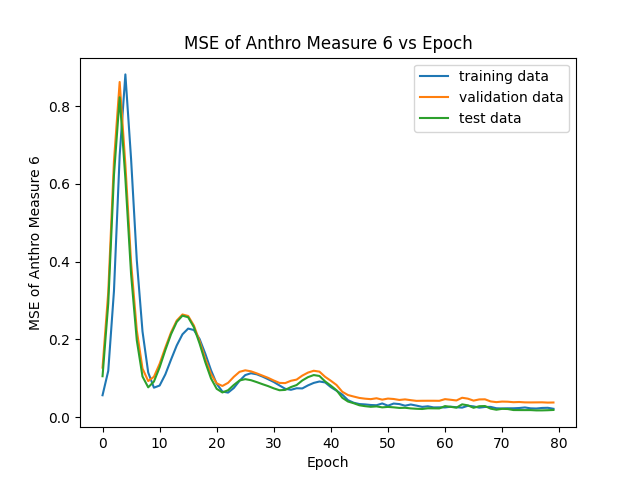 MSE of Anthro Measure 6 vs Epoch
training data
validation data
test data
MSE of Anthro Measure 6
0.8
0.6
0.4
0.2
0.0
0 10 20 30 40 50 60 70 80
Epoch